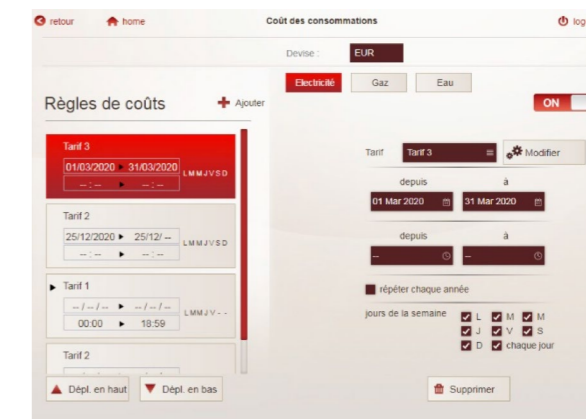 retour home Coût des consommations log
Devise : EUR
Electricité Gaz Eau
Règles de coûts Ajouter
ON
Tarif 3
01/03/2020 31/03/2020
-- : -- LMMJVSD
Tarif 2
25/12/2020 25/12/ --
-- : -- LMMJVSD
Tarif 1
-- / -- / -- -- / -- / --
00:00 18:59 LMMJV--
Tarif 2
Dépl. en haut Dépl. en bas
Tarif Tarif 3 Modifier
depuis à
01 Mar 2020 31 Mar 2020
depuis à
-- --
répéter chaque année
jours de la semaine L M M
J V S
D chaque jour
Supprimer